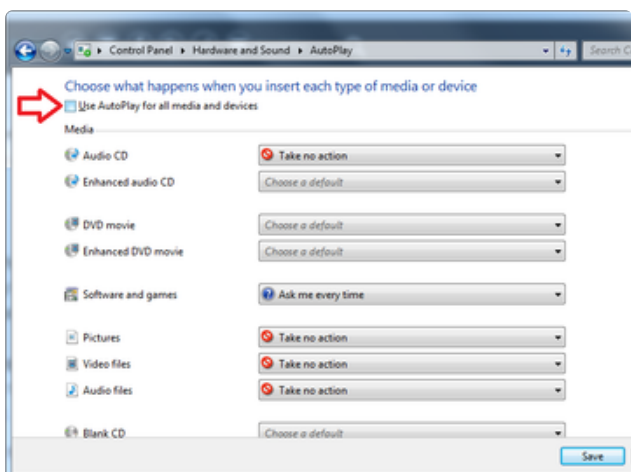 Control Panel Hardware and Sound AutoPlay Search C
Choose what happens when you insert each type of media or device
Use AutoPlay for all media and devices
Media
Audio CD Take no action
Enhanced audio CD Choose a default
DVD movie Choose a default
Enhanced DVD movie Choose a default
Software and games Ask me every time
Pictures Take no action
Video files Take no action
Audio files Take no action
Blank CD Choose a default
Save